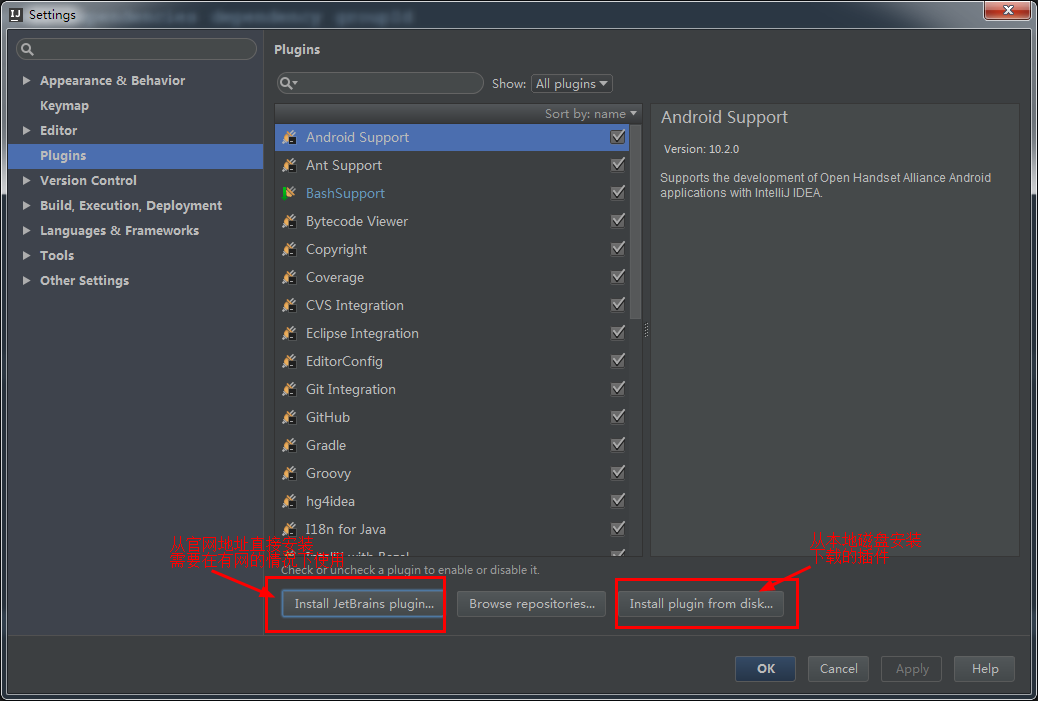 Settings
Appearance & Behavior
Keymap
Editor
Plugins
Version Control
Build, Execution, Deployment
Languages & Frameworks
Tools
Other Settings
Plugins
Show: All plugins
Sort by: name
Android Support
Ant Support
BashSupport
Bytecode Viewer
Copyright
Coverage
CVS Integration
Eclipse Integration
EditorConfig
Git Integration
GitHub
Gradle
Groovy
hg4idea
I18n for Java
Android Support
Version: 10.2.0
Supports the development of Open Handset Alliance Android
applications with IntelliJ IDEA.
从官网地址直接安装
需要在有网的情况下使用
从本地磁盘安装
下载的插件
Check or uncheck a plugin to enable or disable it.
Install JetBrains plugin...
Browse repositories...
Install plugin from disk...
OK
Cancel
Apply
Help